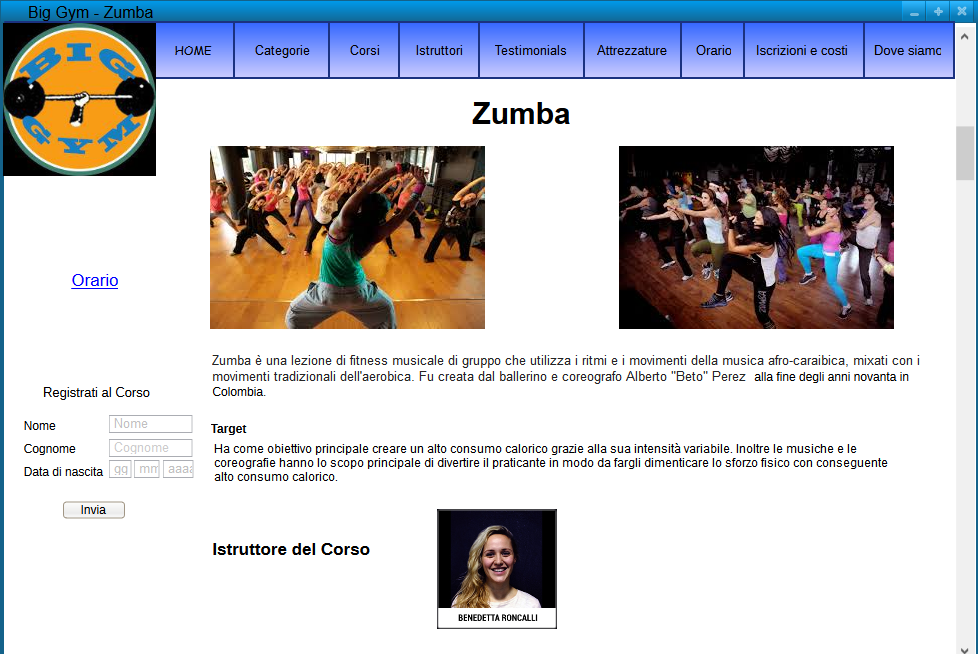 Big Gym - Zumba
BIG
GYM
HOME
Categorie
Corsi
Istruttori
Testimonials
Attrezzature
Orario
Iscrizioni e costi
Dove siamo
Zumba
Orario
Zumba è una lezione di fitness musicale di gruppo che utilizza i ritmi e i movimenti della musica afro-caraibica, mixati con i
movimenti tradizionali dell'aerobica. Fu creata dal ballerino e coreografo Alberto "Beto" Perez alla fine degli anni novanta in
Colombia.
Registrati al Corso
Nome Nome
Cognome Cognome
Data di nascita gg mm aaaa
Invia
Target
Ha come obiettivo principale creare un alto consumo calorico grazie alla sua intensità variabile. Inoltre le musiche e le
coreografie hanno lo scopo principale di divertire il praticante in modo da fargli dimenticare lo sforzo fisico con conseguente
alto consumo calorico.
Istruttore del Corso
BENEDETTA RONCALLI